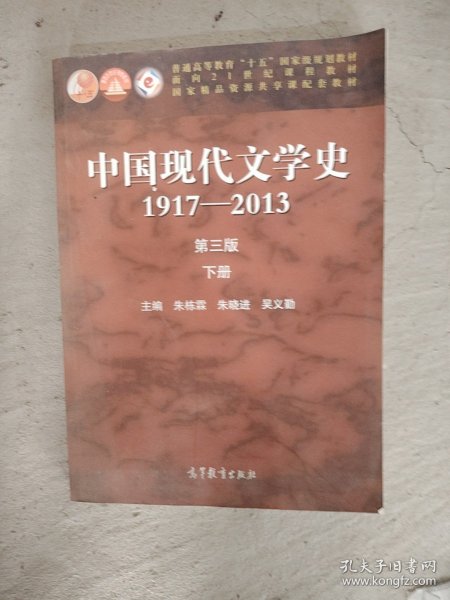 普通高等教育“十五”国家级规划教材
面向21世纪课程教材
国家精品资源共享课配套教材
中国现代文学史
1917—2013
第三版
下册
主编 朱栋霖 朱晓进 吴义勤
高等教育出版社
孔夫子旧书网
www.kongfz.com